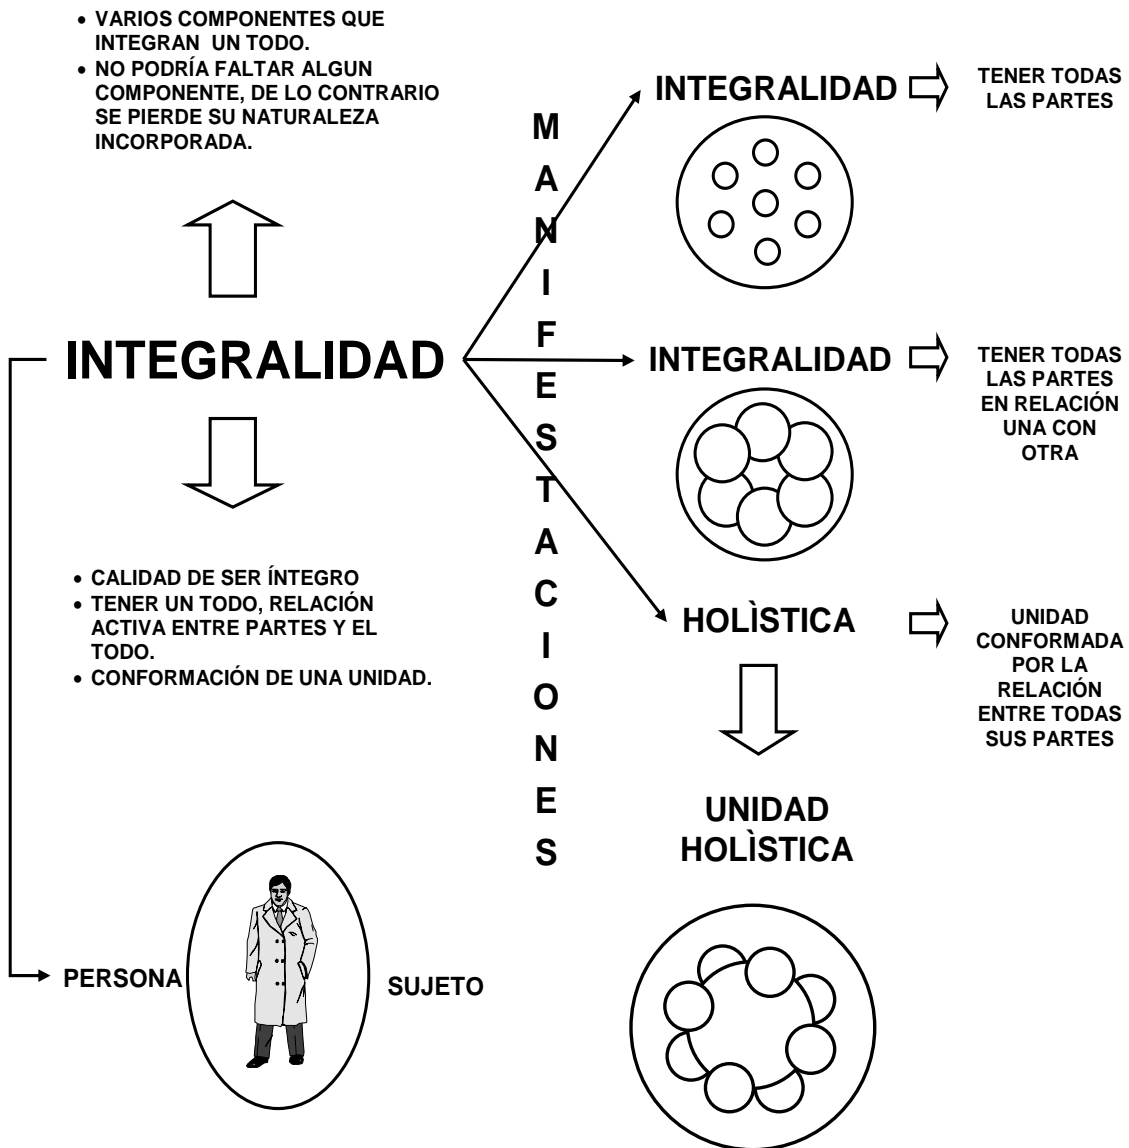 • VARIOS COMPONENTES QUE
INTEGRAN UN TODO.
• NO PODRÍA FALTAR ALGUN
COMPONENTE, DE LO CONTRARIO
SE PIERDE SU NATURALEZA
INCORPORADA.
INTEGRALIDAD
• CALIDAD DE SER ÍNTEGRO
• TENER UN TODO, RELACIÓN
ACTIVA ENTRE PARTES Y EL
TODO.
• CONFORMACIÓN DE UNA UNIDAD.
PERSONA
SUJETO
M
A
N
I
F
E
S
T
A
C
I
O
N
E
S
INTEGRALIDAD
TENER TODAS
LAS PARTES
INTEGRALIDAD
TENER TODAS
LAS PARTES
EN RELACIÓN
UNA CON
OTRA
HOLÌSTICA
UNIDAD
CONFORMADA
POR LA
RELACIÓN
ENTRE TODAS
SUS PARTES
UNIDAD
HOLÌSTICA